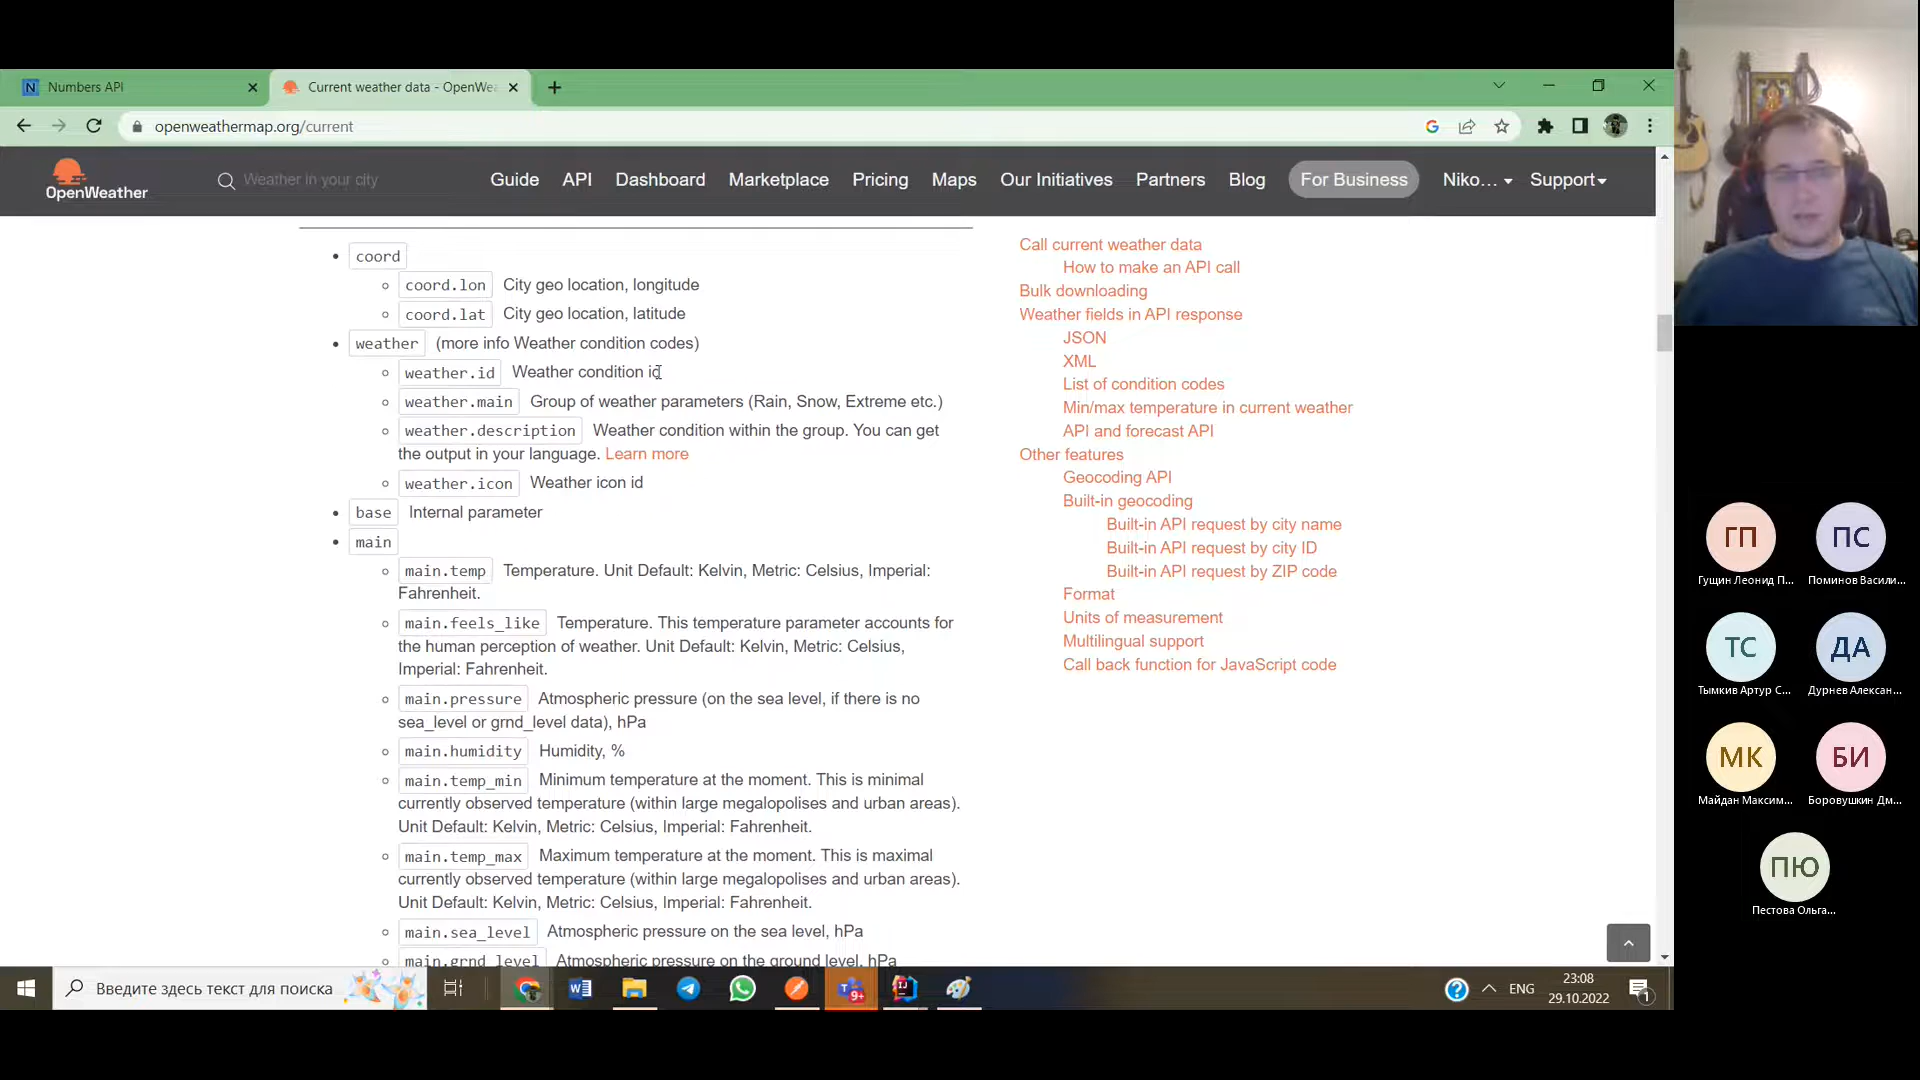 Numbers API
Current weather data - OpenWea
openweathermap.org/current
OpenWeather
Weather in your city
Guide
API
Dashboard
Marketplace
Pricing
Maps
Our Initiatives
Partners
Blog
For Business
Niko...
Support
coord
coord.lon City geo location, longitude
coord.lat City geo location, latitude
weather (more info Weather condition codes)
weather.id Weather condition id
weather.main Group of weather parameters (Rain, Snow, Extreme etc.)
weather.description Weather condition within the group. You can get
the output in your language. Learn more
weather.icon Weather icon id
base Internal parameter
main
main.temp Temperature. Unit Default: Kelvin, Metric: Celsius, Imperial:
Fahrenheit.
main.feels_like Temperature. This temperature parameter accounts for
the human perception of weather. Unit Default: Kelvin, Metric: Celsius,
Imperial: Fahrenheit.
main.pressure Atmospheric pressure (on the sea level, if there is no
sea_level or grnd_level data), hPa
main.humidity Humidity, %
main.temp_min Minimum temperature at the moment. This is minimal
currently observed temperature (within large megalopolises and urban areas).
Unit Default: Kelvin, Metric: Celsius, Imperial: Fahrenheit.
main.temp_max Maximum temperature at the moment. This is maximal
currently observed temperature (within large megalopolises and urban areas).
Unit Default: Kelvin, Metric: Celsius, Imperial: Fahrenheit.
main.sea_level Atmospheric pressure on the sea level, hPa
main.grnd_level Atmospheric pressure on the ground level, hPa
Call current weather data
How to make an API call
Bulk downloading
Weather fields in API response
JSON
XML
List of condition codes
Min/max temperature in current weather
API and forecast API
Other features
Geocoding API
Built-in geocoding
Built-in API request by city name
Built-in API request by city ID
Built-in API request by ZIP code
Format
Units of measurement
Multilingual support
Call back function for JavaScript code
ГП
Гущин Леонид П...
ПС
Поминов Васили...
ТС
Тымкив Артур С...
ДА
Дурнев Алексан...
МК
Майдан Максим...
БИ
Боровушкин Дм...
ПЮ
Пестова Ольга...
Введите здесь текст для поиска
9+
ENG
23:08
29.10.2022
1